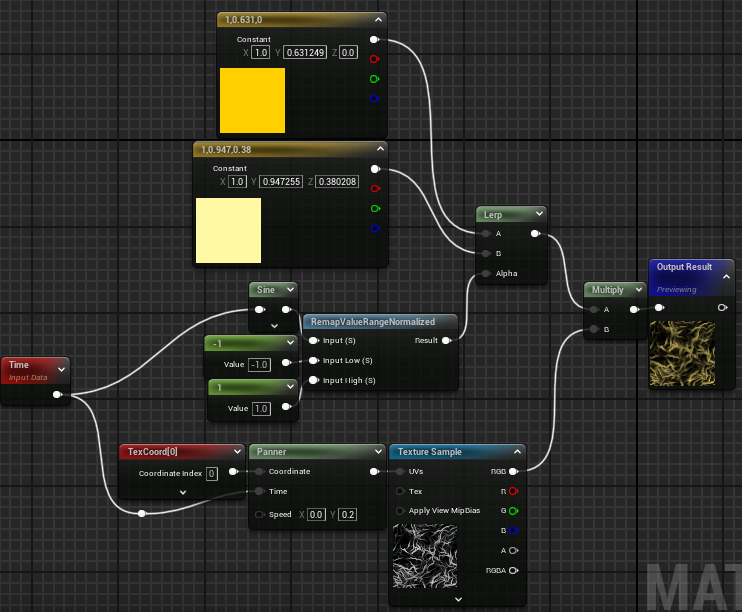 1,0.631,0
Constant
X 1.0 Y 0.631249 Z 0.0
1,0.947,0.38
Constant
X 1.0 Y 0.947255 Z 0.380208
Lerp
A
B
Alpha
Sine
-1
Value -1.0
1
Value 1.0
RemapValueRangeNormalized
Input (S) Result
Input Low (S)
Input High (S)
Multiply
A
B
Output Result
Previewing
Time
Input Data
TexCoord[0]
Coordinate Index 0
Panner
Coordinate
Time
Speed X 0.0 Y 0.2
Texture Sample
UVs RGB
Tex R
Apply View MipBias G
B
A
RGBA
MAT